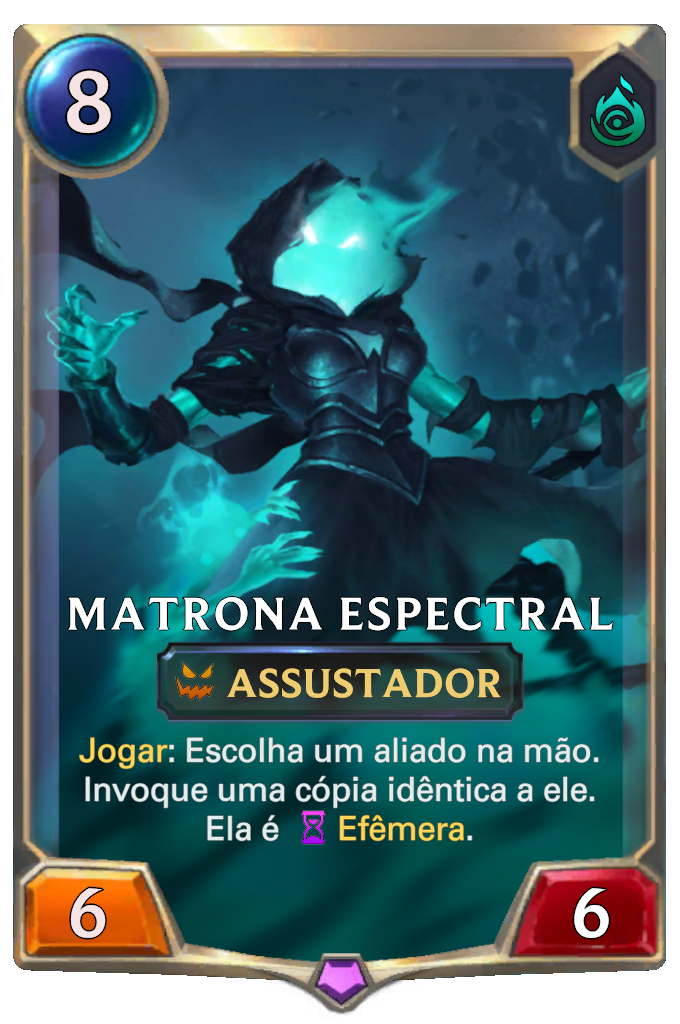 8
MATRONA ESPECTRAL
ASSUSTADOR
Jogar: Escolha um aliado na mão.
Invoque uma cópia idêntica a ele.
Ela é Efêmera.
6
6